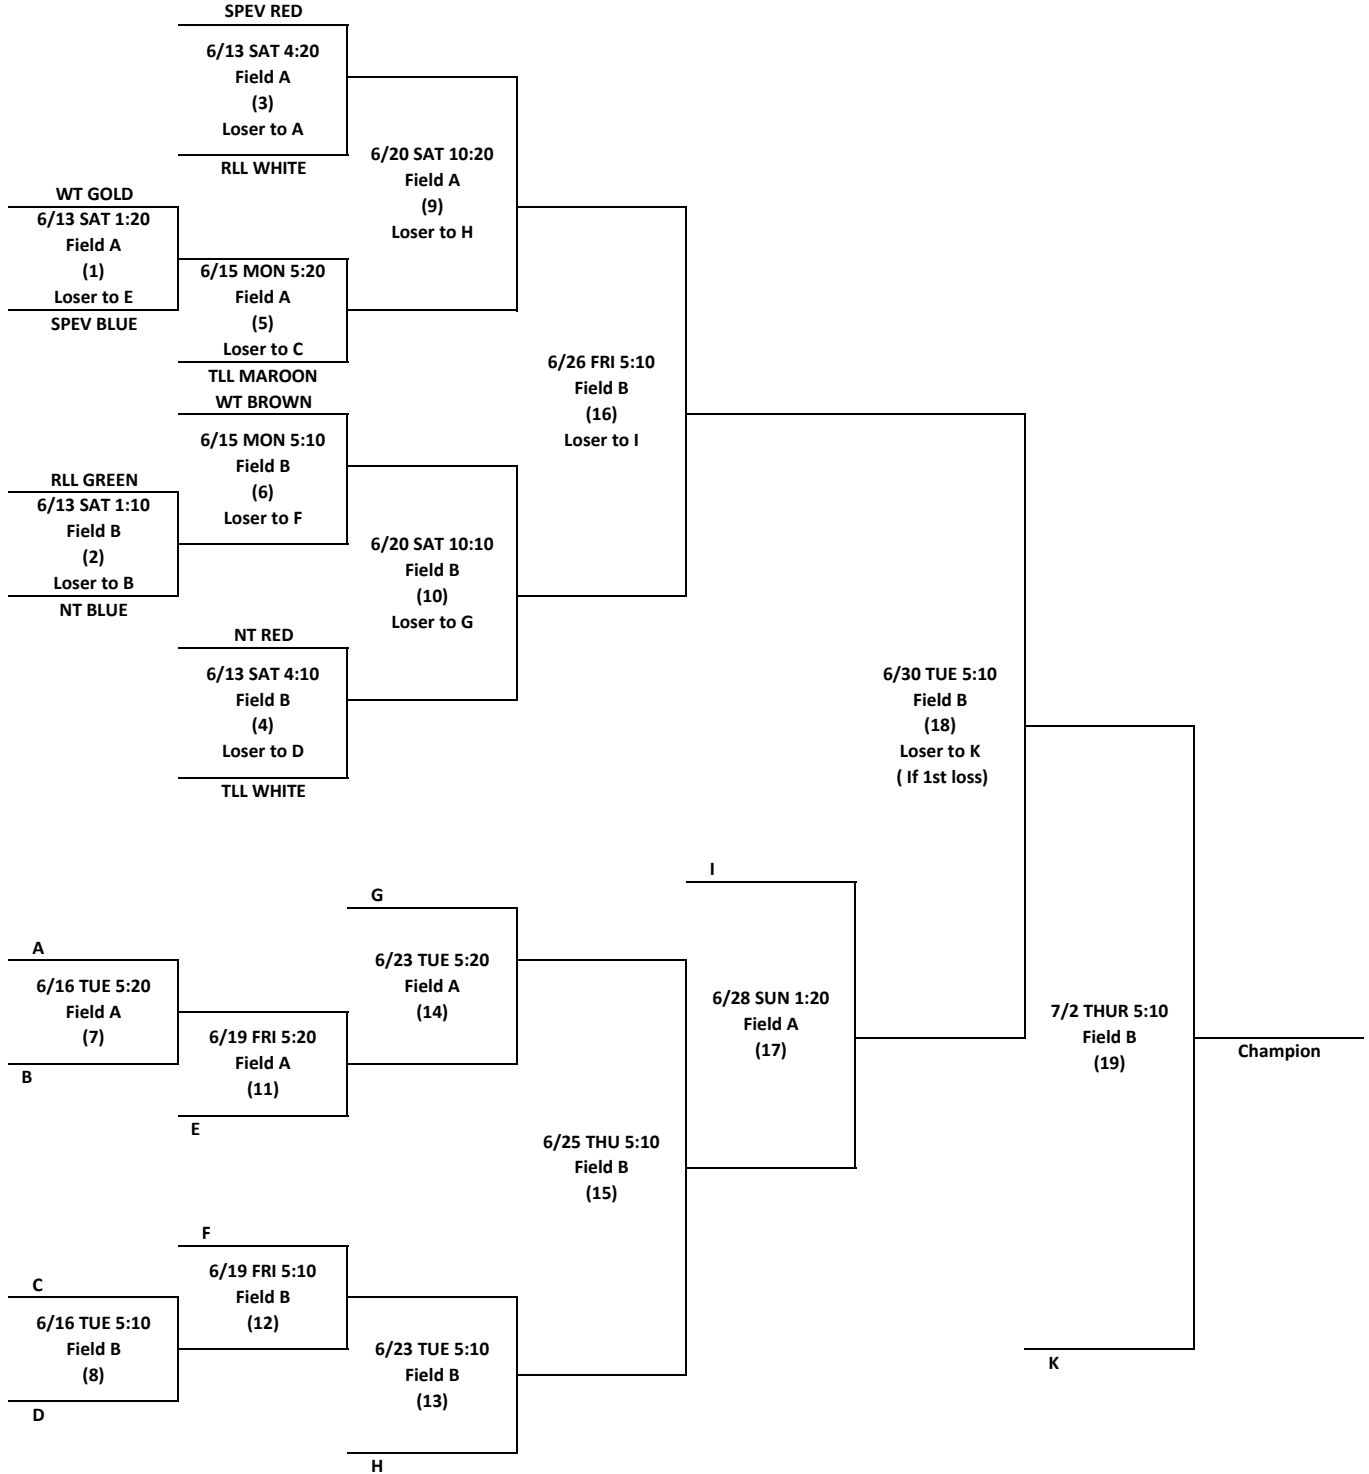 SPEV RED
6/13 SAT 4:20
Field A
(3)
Loser to A
RLL WHITE
6/20 SAT 10:20
Field A
(9)
Loser to H
WT GOLD
6/13 SAT 1:20
Field A
(1)
Loser to E
SPEV BLUE
6/15 MON 5:20
Field A
(5)
Loser to C
TLL MAROON
WT BROWN
6/15 MON 5:10
Field B
(6)
Loser to F
6/26 FRI 5:10
Field B
(16)
Loser to I
RLL GREEN
6/13 SAT 1:10
Field B
(2)
Loser to B
NT BLUE
6/20 SAT 10:10
Field B
(10)
Loser to G
NT RED
6/13 SAT 4:10
Field B
(4)
Loser to D
TLL WHITE
6/30 TUE 5:10
Field B
(18)
Loser to K
( If 1st loss)
I
G
A
6/16 TUE 5:20
Field A
(7)
B
6/23 TUE 5:20
Field A
(14)
6/19 FRI 5:20
Field A
(11)
E
6/28 SUN 1:20
Field A
(17)
7/2 THUR 5:10
Field B
(19)
Champion
6/25 THU 5:10
Field B
(15)
F
6/19 FRI 5:10
Field B
(12)
C
6/16 TUE 5:10
Field B
(8)
D
6/23 TUE 5:10
Field B
(13)
H
K